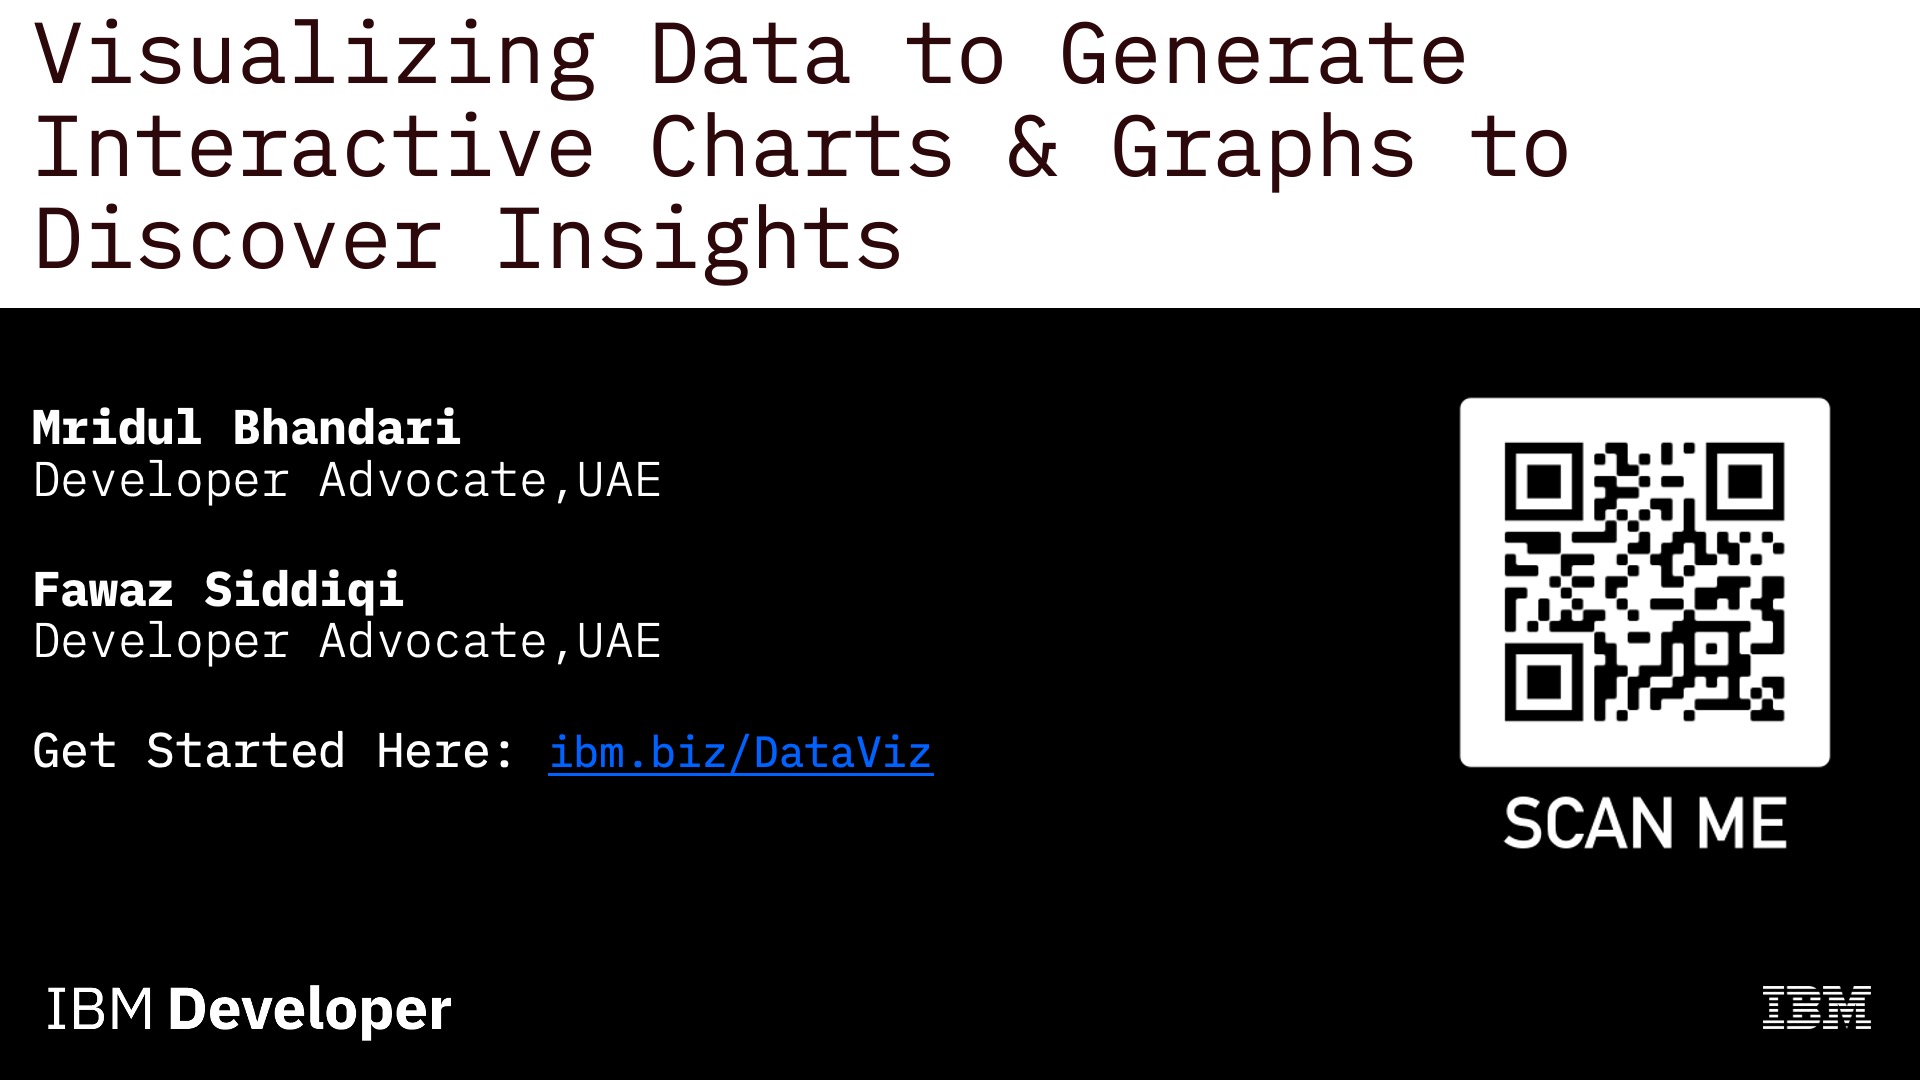 Visualizing Data to Generate
Interactive Charts & Graphs to
Discover Insights
Mridul Bhandari
Developer Advocate,UAE
Fawaz Siddiqi
Developer Advocate,UAE
Get Started Here: ibm.biz/DataViz
SCAN ME
IBM Developer
IBM